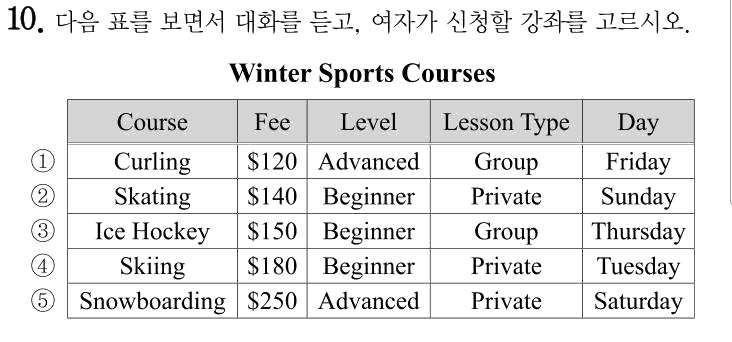 10. 다음 표를 보면서 대화를 듣고, 여자가 신청할 강좌를 고르시오.
Winter Sports Courses
Course Fee Level Lesson Type Day
① Curling $120 Advanced Group Friday
② Skating $140 Beginner Private Sunday
③ Ice Hockey $150 Beginner Group Thursday
④ Skiing $180 Beginner Private Tuesday
⑤ Snowboarding $250 Advanced Private Saturday